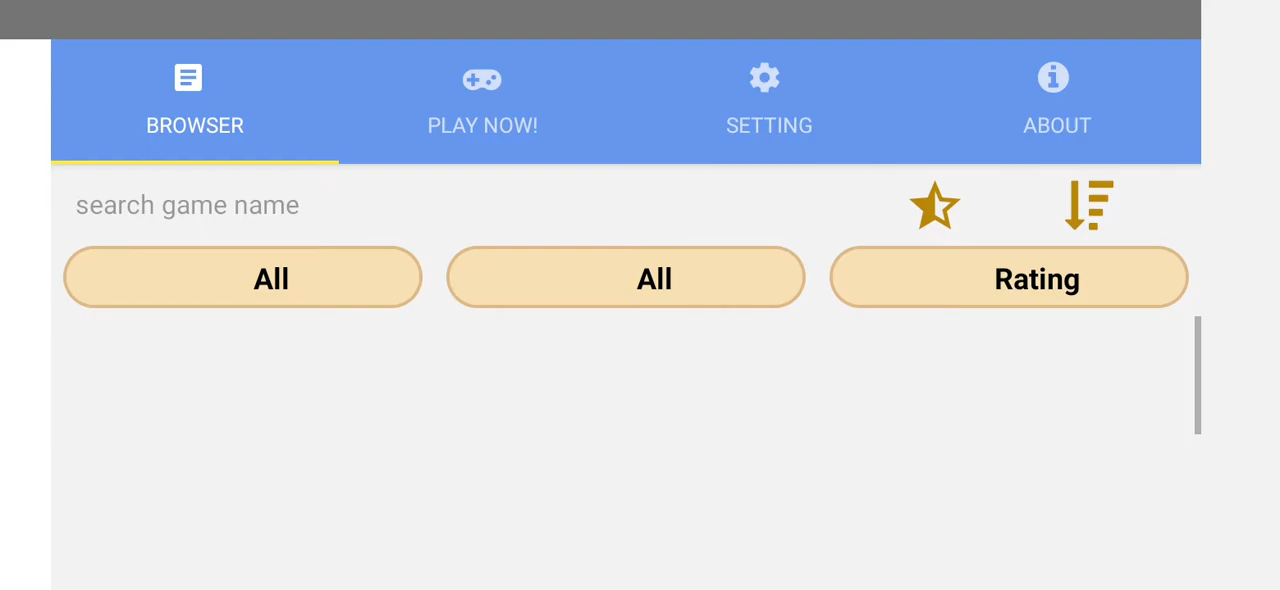 BROWSER PLAY NOW! SETTING ABOUT
search game name
All All Rating